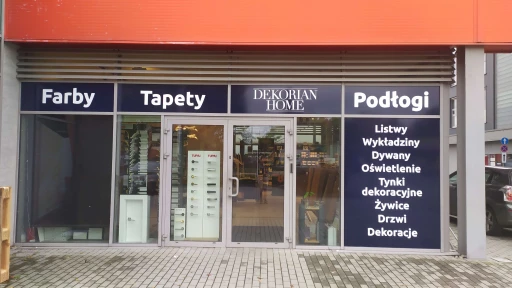 Farby
Tapety
DEKORIAN
HOME
Podłogi
Listwy
Wykładziny
Dywany
Oświetlenie
Tynki
dekoracyjne
Żywice
Drzwi
Dekoracje